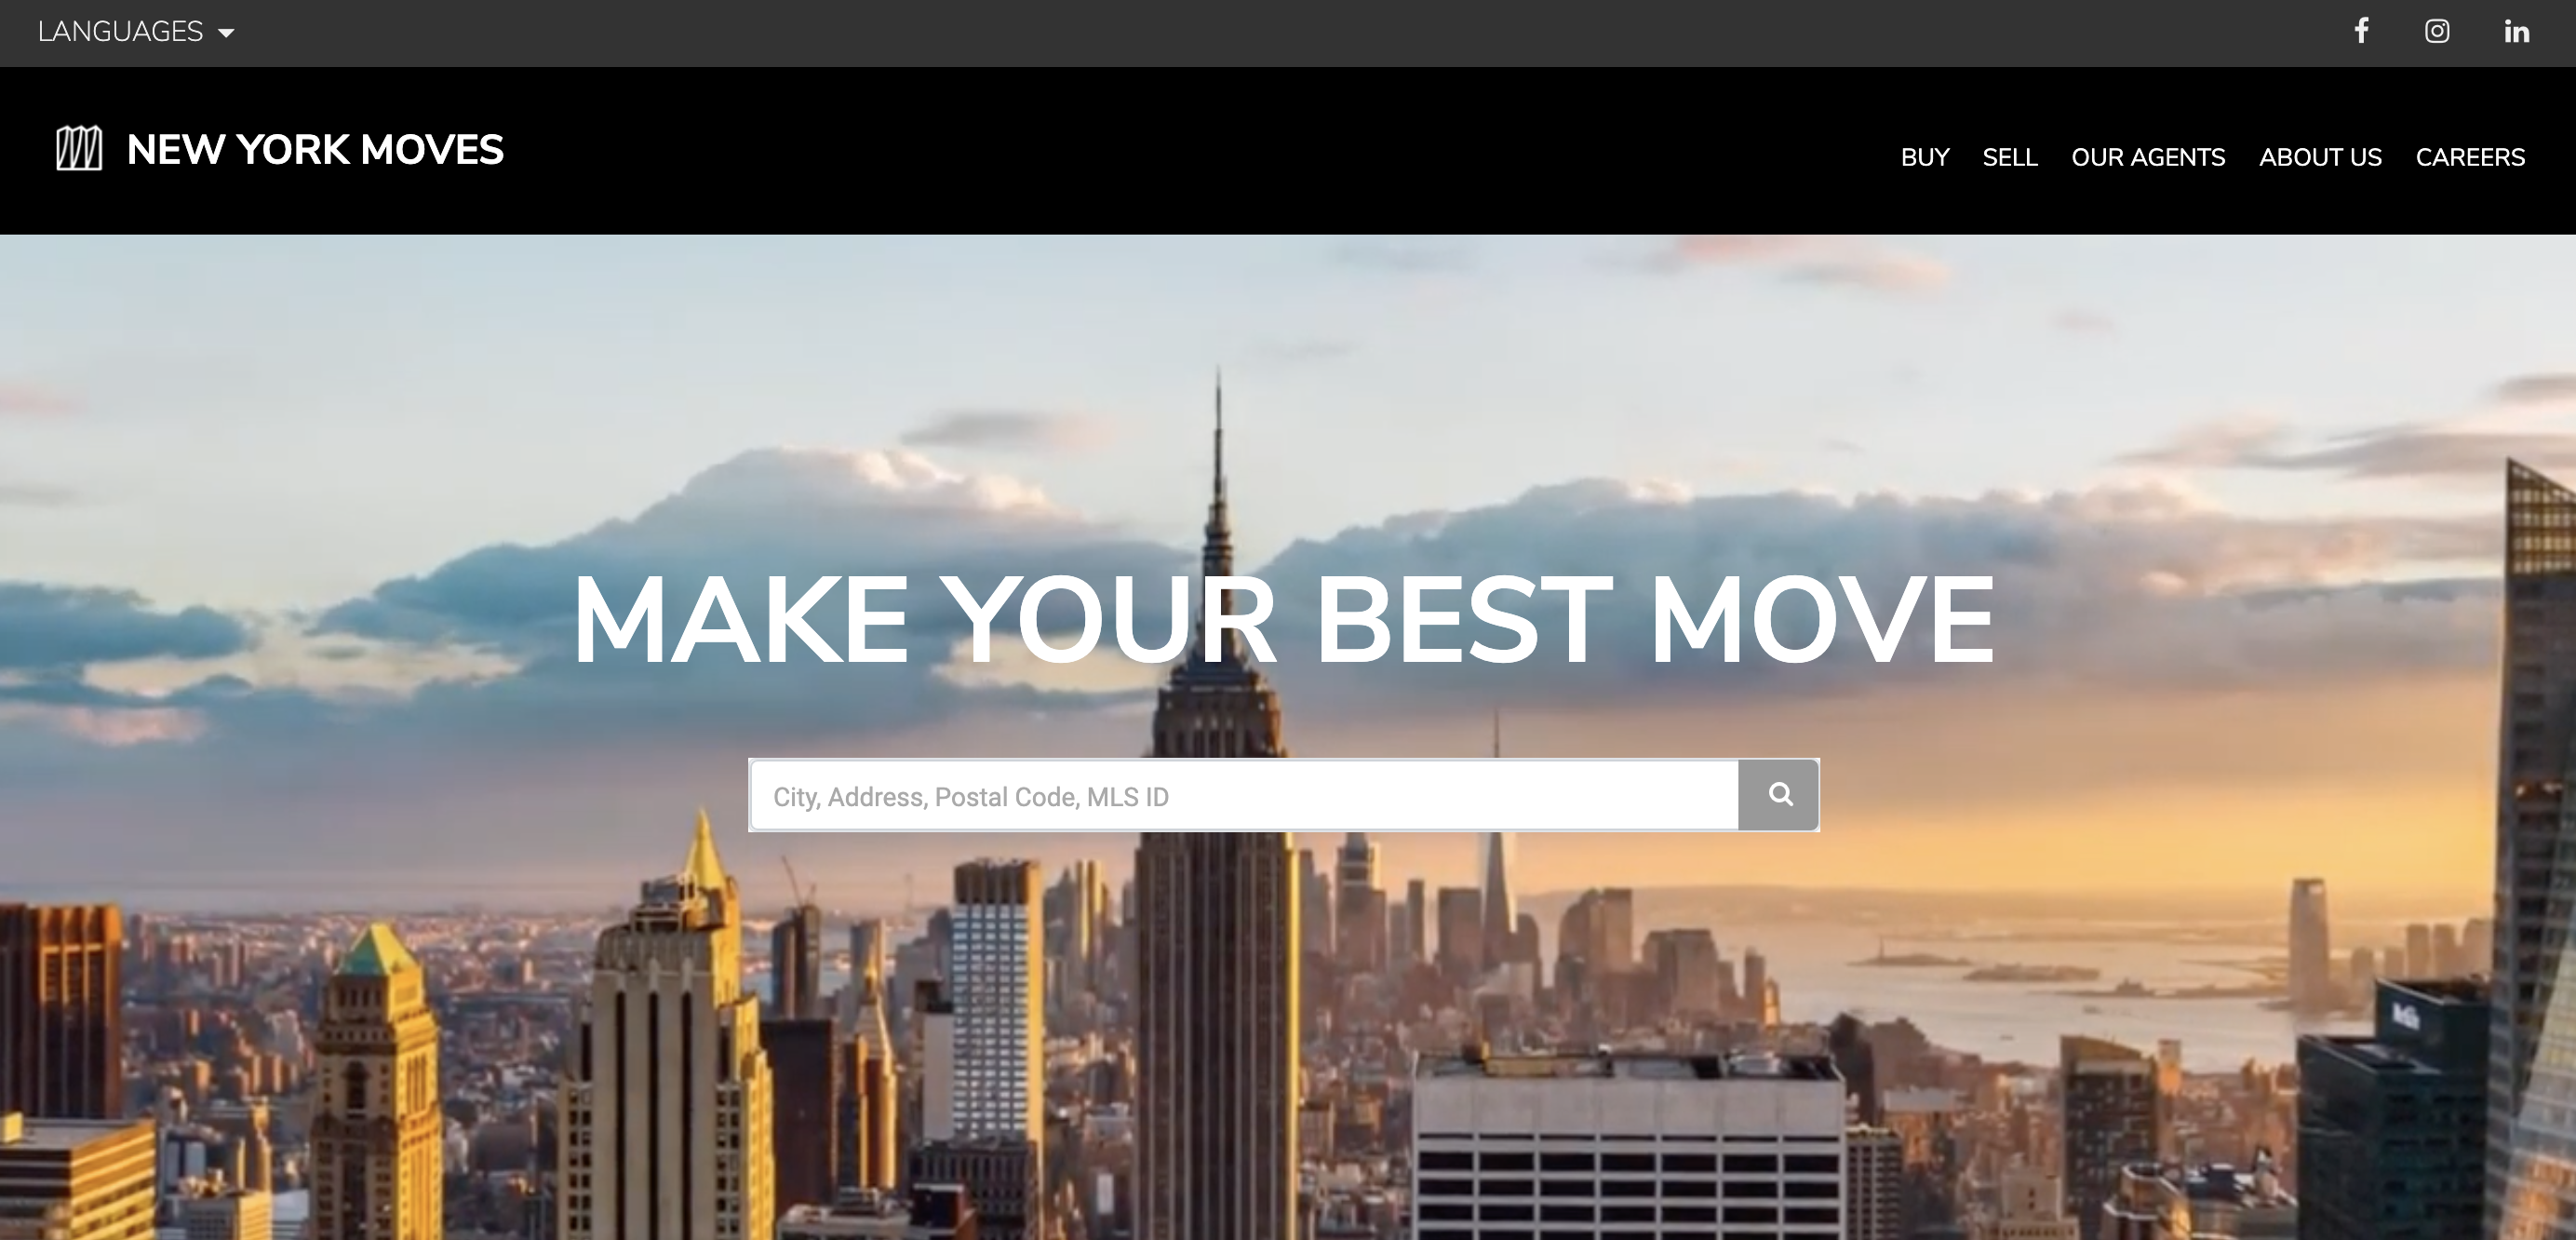 LANGUAGES
NEW YORK MOVES
BUY SELL OUR AGENTS ABOUT US CAREERS
MAKE YOUR BEST MOVE
City, Address, Postal Code, MLS ID